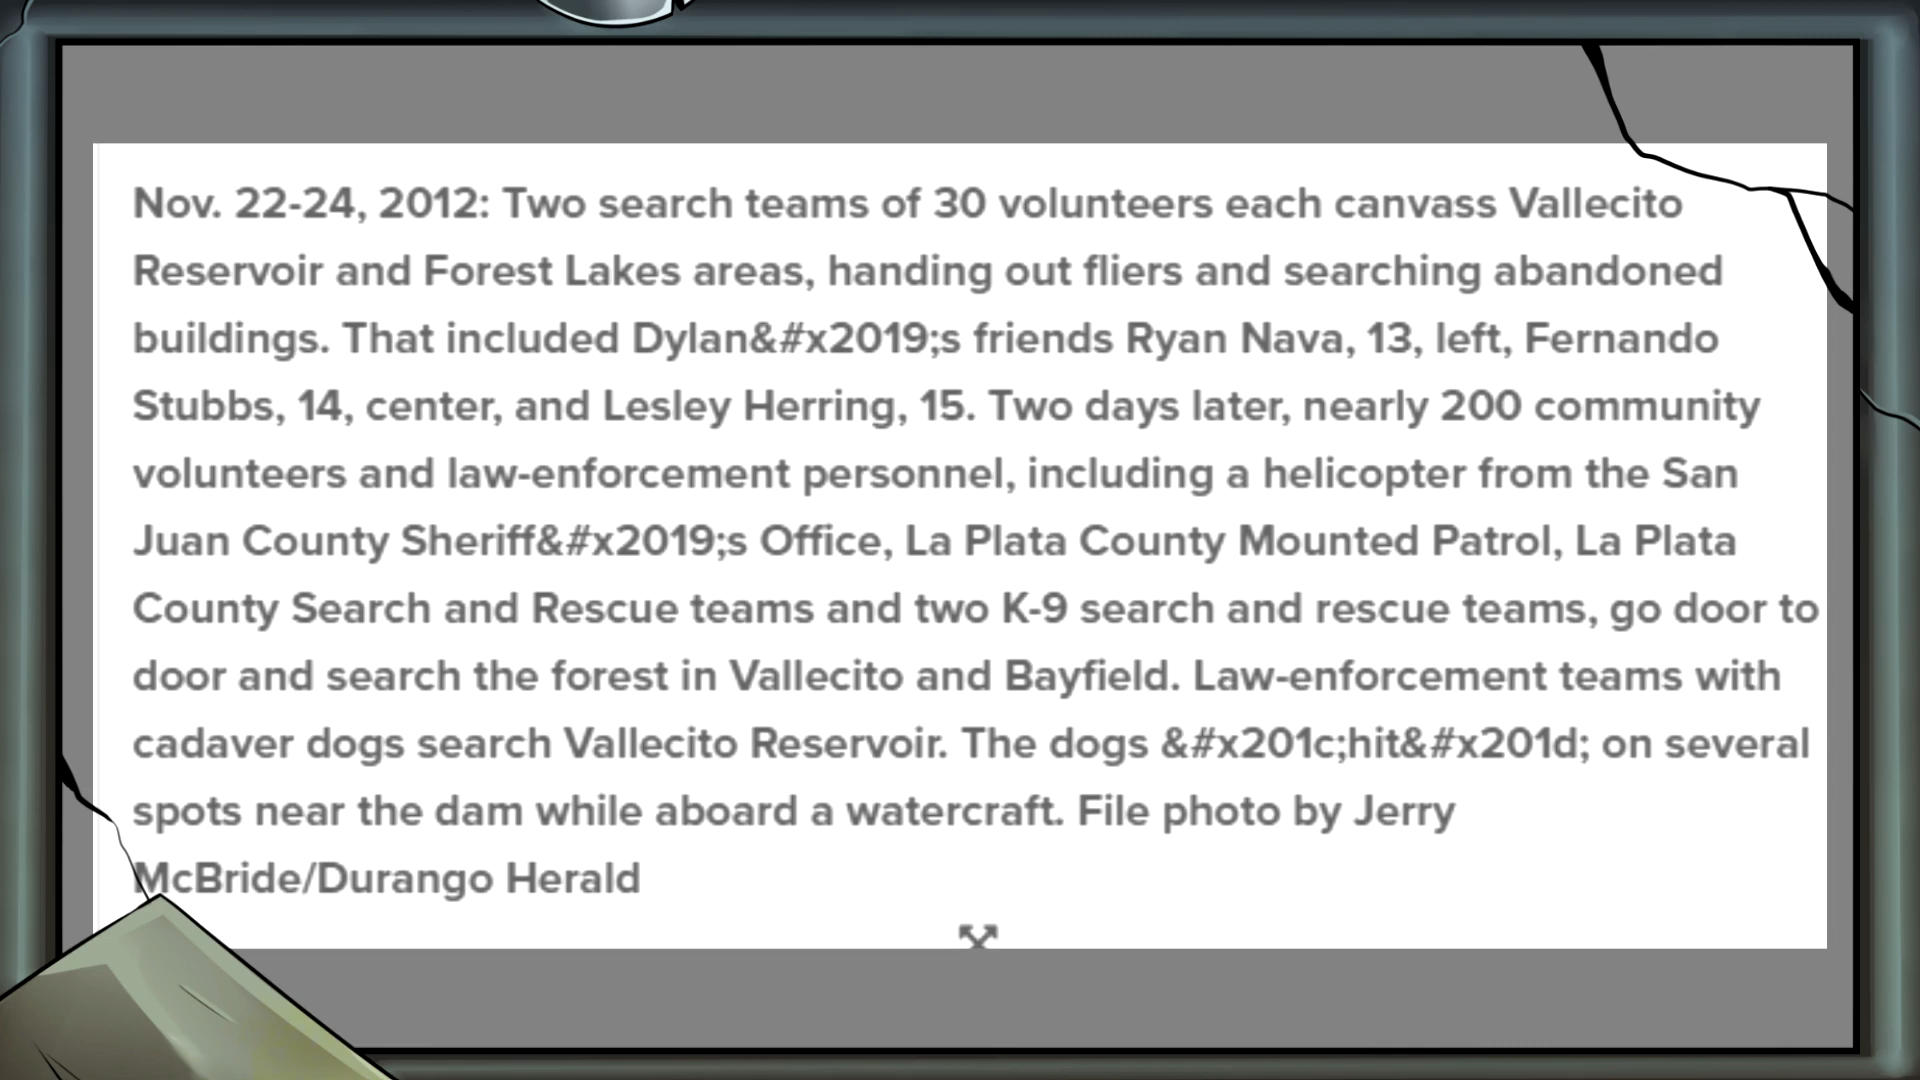 Nov. 22-24, 2012: Two search teams of 30 volunteers each canvass Vallecito
Reservoir and Forest Lakes areas, handing out fliers and searching abandoned
buildings. That included Dylan&#x2019;s friends Ryan Nava, 13, left, Fernando
Stubbs, 14, center, and Lesley Herring, 15. Two days later, nearly 200 community
volunteers and law-enforcement personnel, including a helicopter from the San
Juan County Sheriff&#x2019;s Office, La Plata County Mounted Patrol, La Plata
County Search and Rescue teams and two K-9 search and rescue teams, go door to
door and search the forest in Vallecito and Bayfield. Law-enforcement teams with
cadaver dogs search Vallecito Reservoir. The dogs &#x201c;hit&#x201d; on several
spots near the dam while aboard a watercraft. File photo by Jerry
McBride/Durango Herald